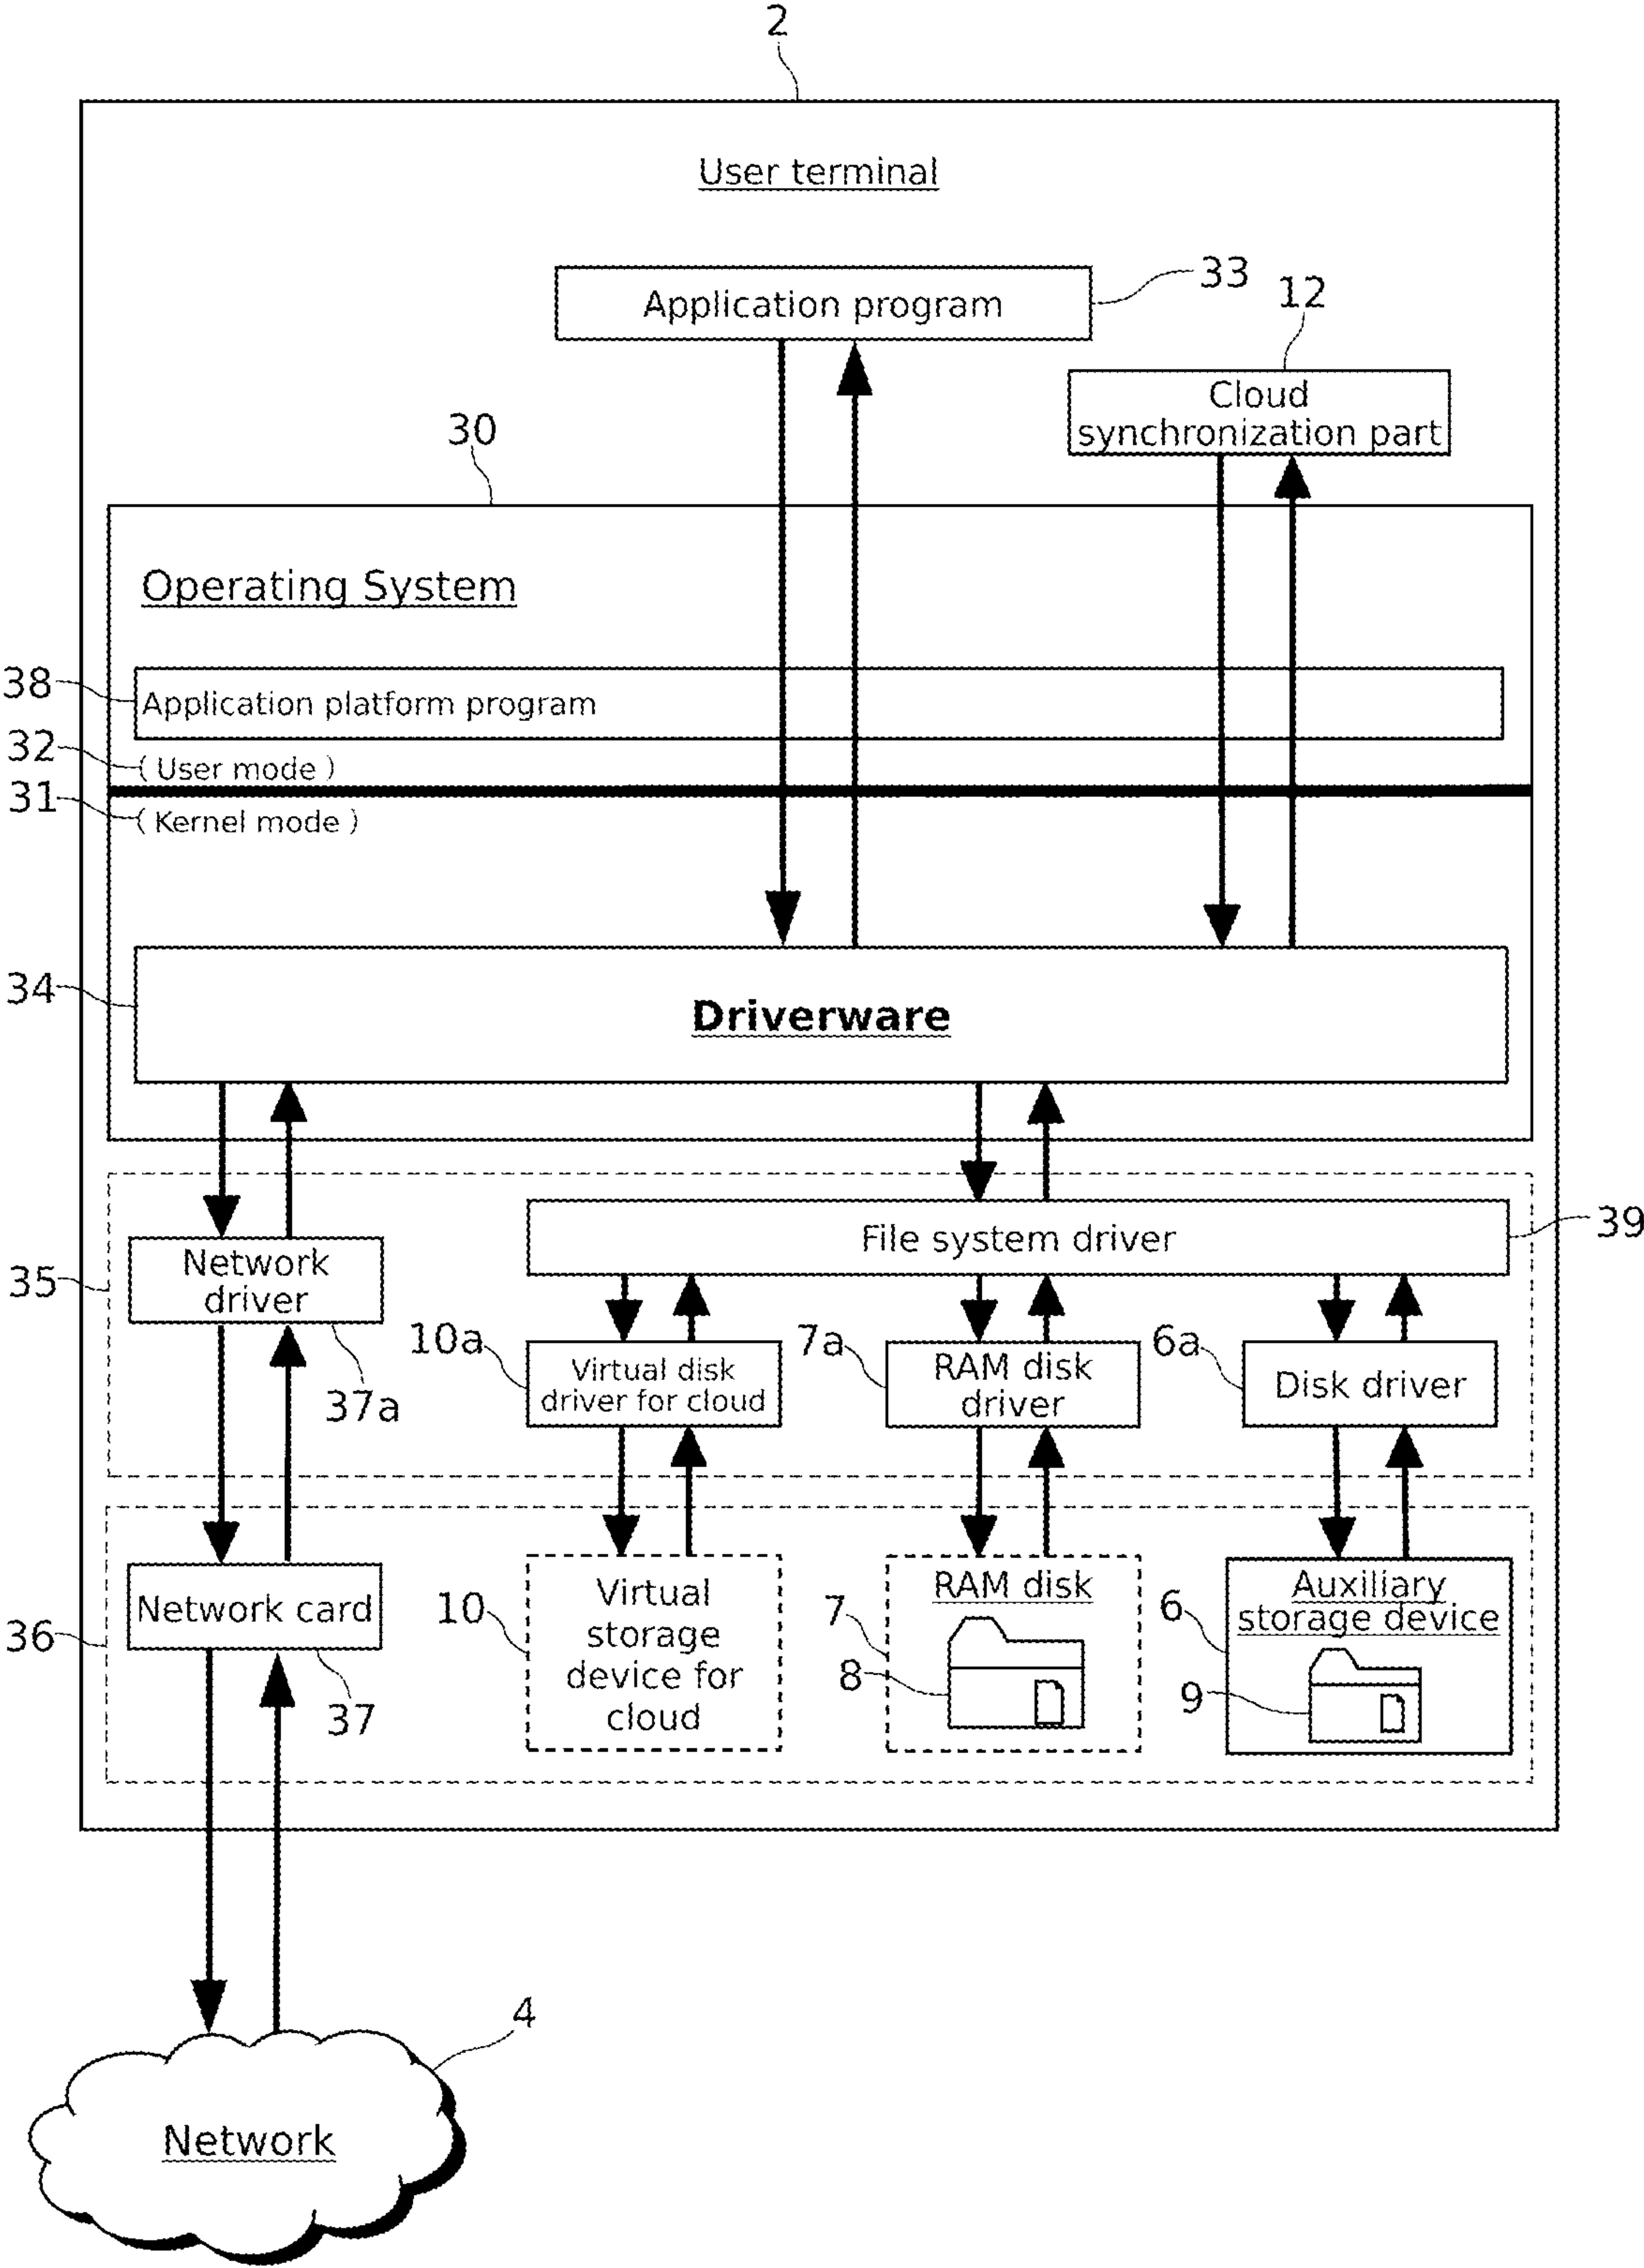 2
User terminal
Application program
33
12
Cloud
synchronization part
30
Operating System
38
Application platform program
32
( User mode )
31
( Kernel mode )
34
Driverware
File system driver
39
Network
driver
35
37a
10a
Virtual disk
driver for cloud
7a
RAM disk
driver
6a
Disk driver
36
Network card
37
10
Virtual
storage
device for
cloud
7
RAM disk
8
6
Auxiliary
storage device
9
4
Network